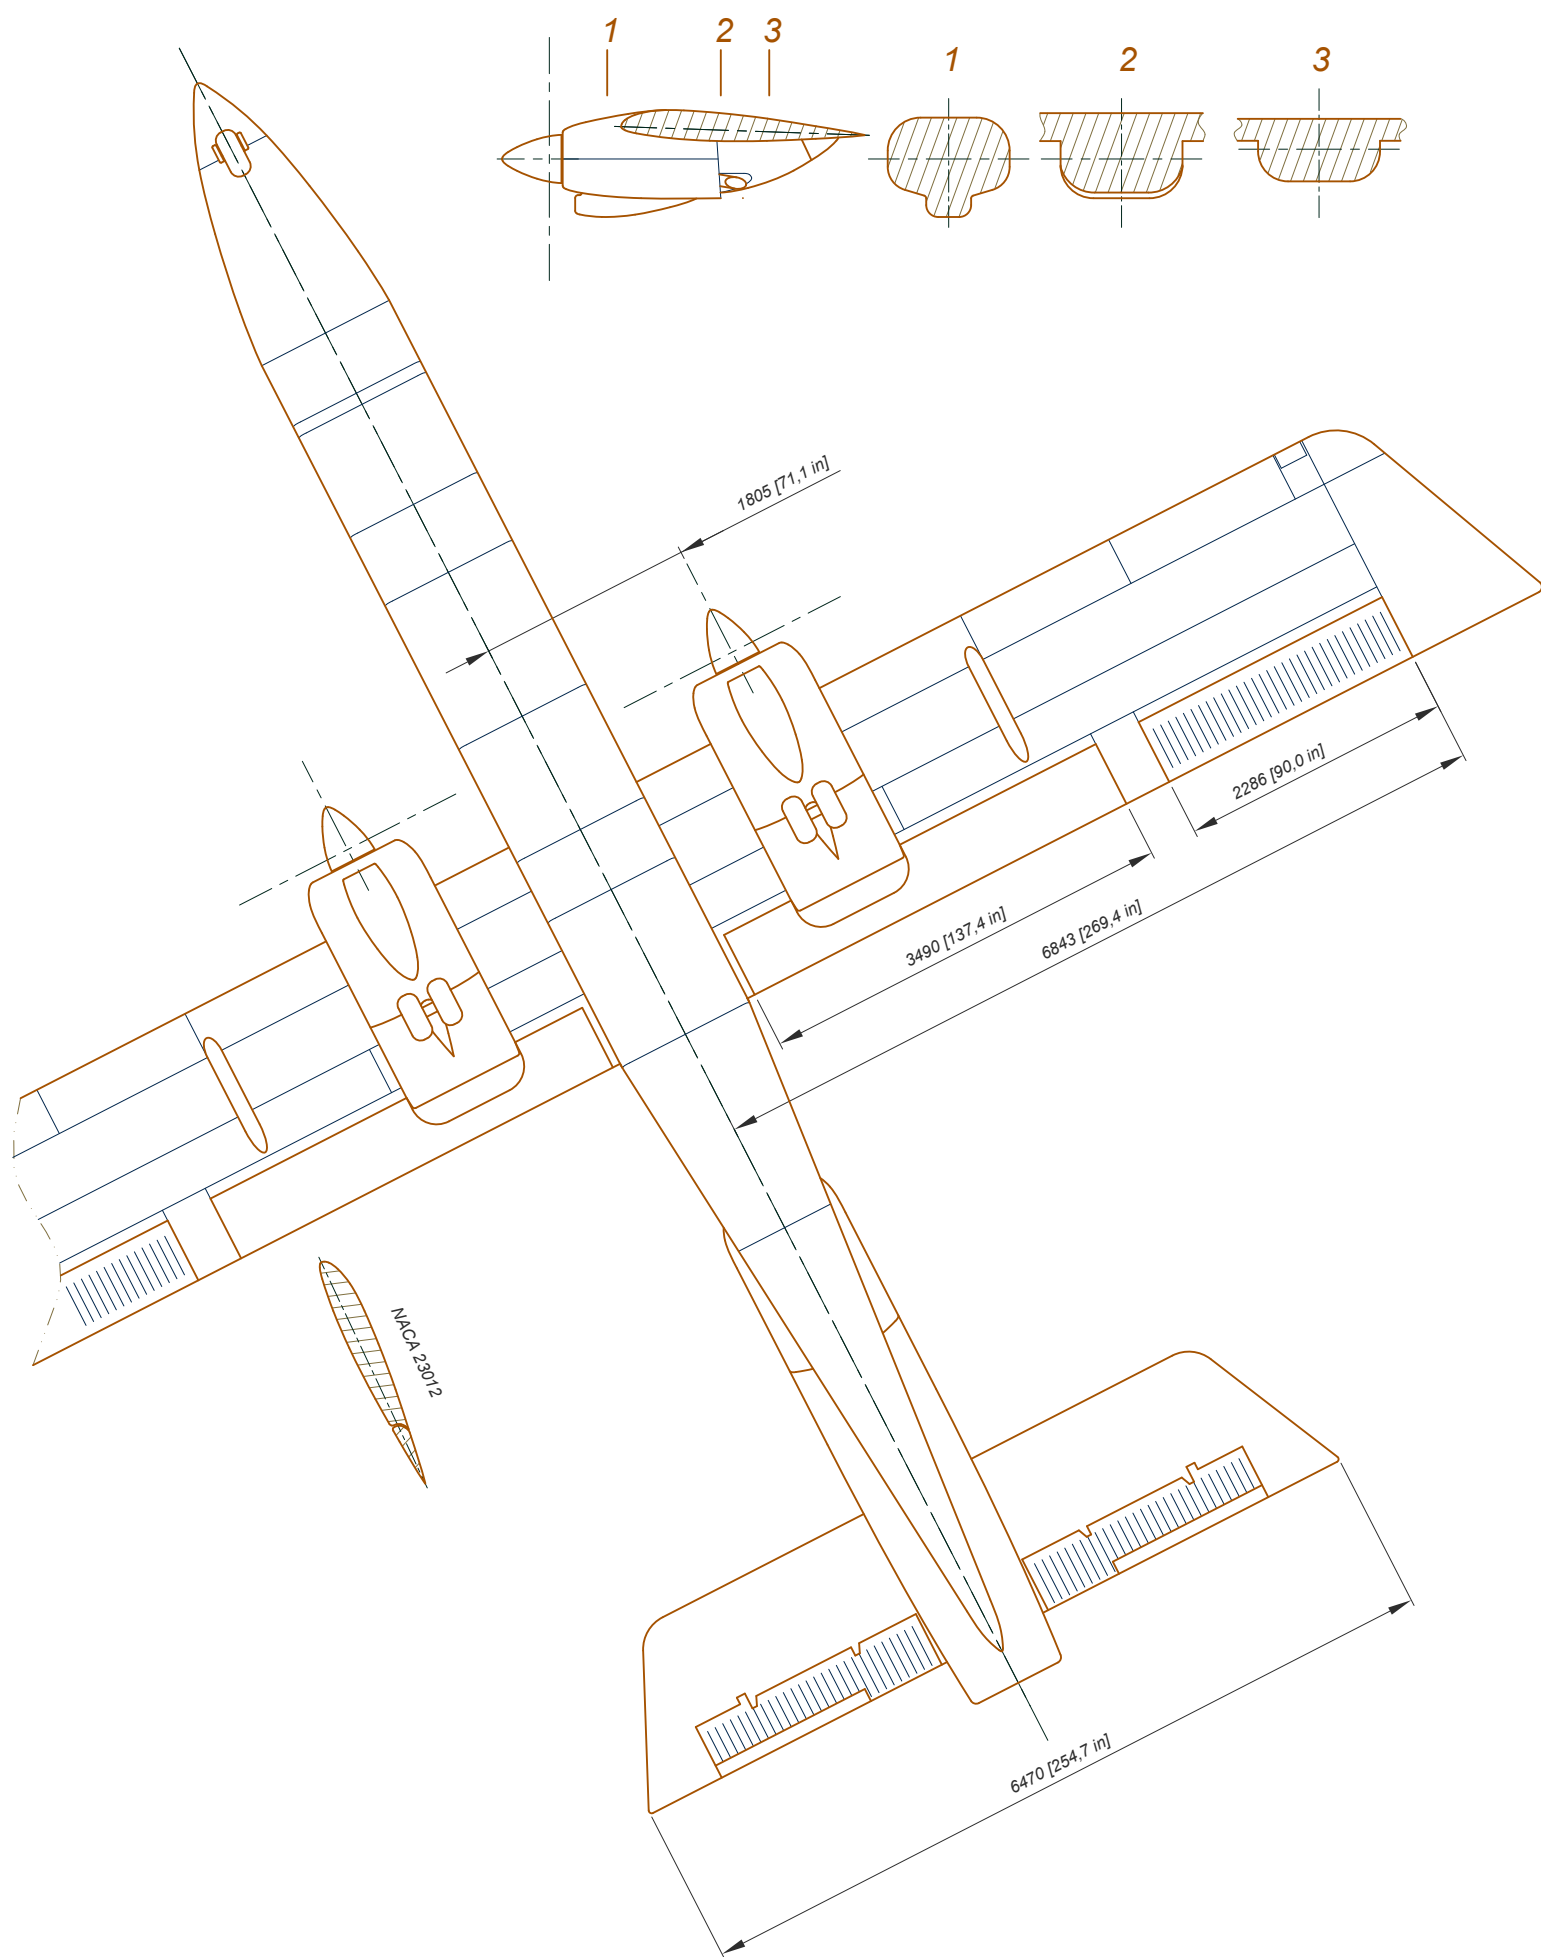 1
2
3
1
2
3
1805 [71,1 in]
2286 [90,0 in]
3490 [137,4 in]
6843 [269,4 in]
NACA 23012
6470 [254,7 in]